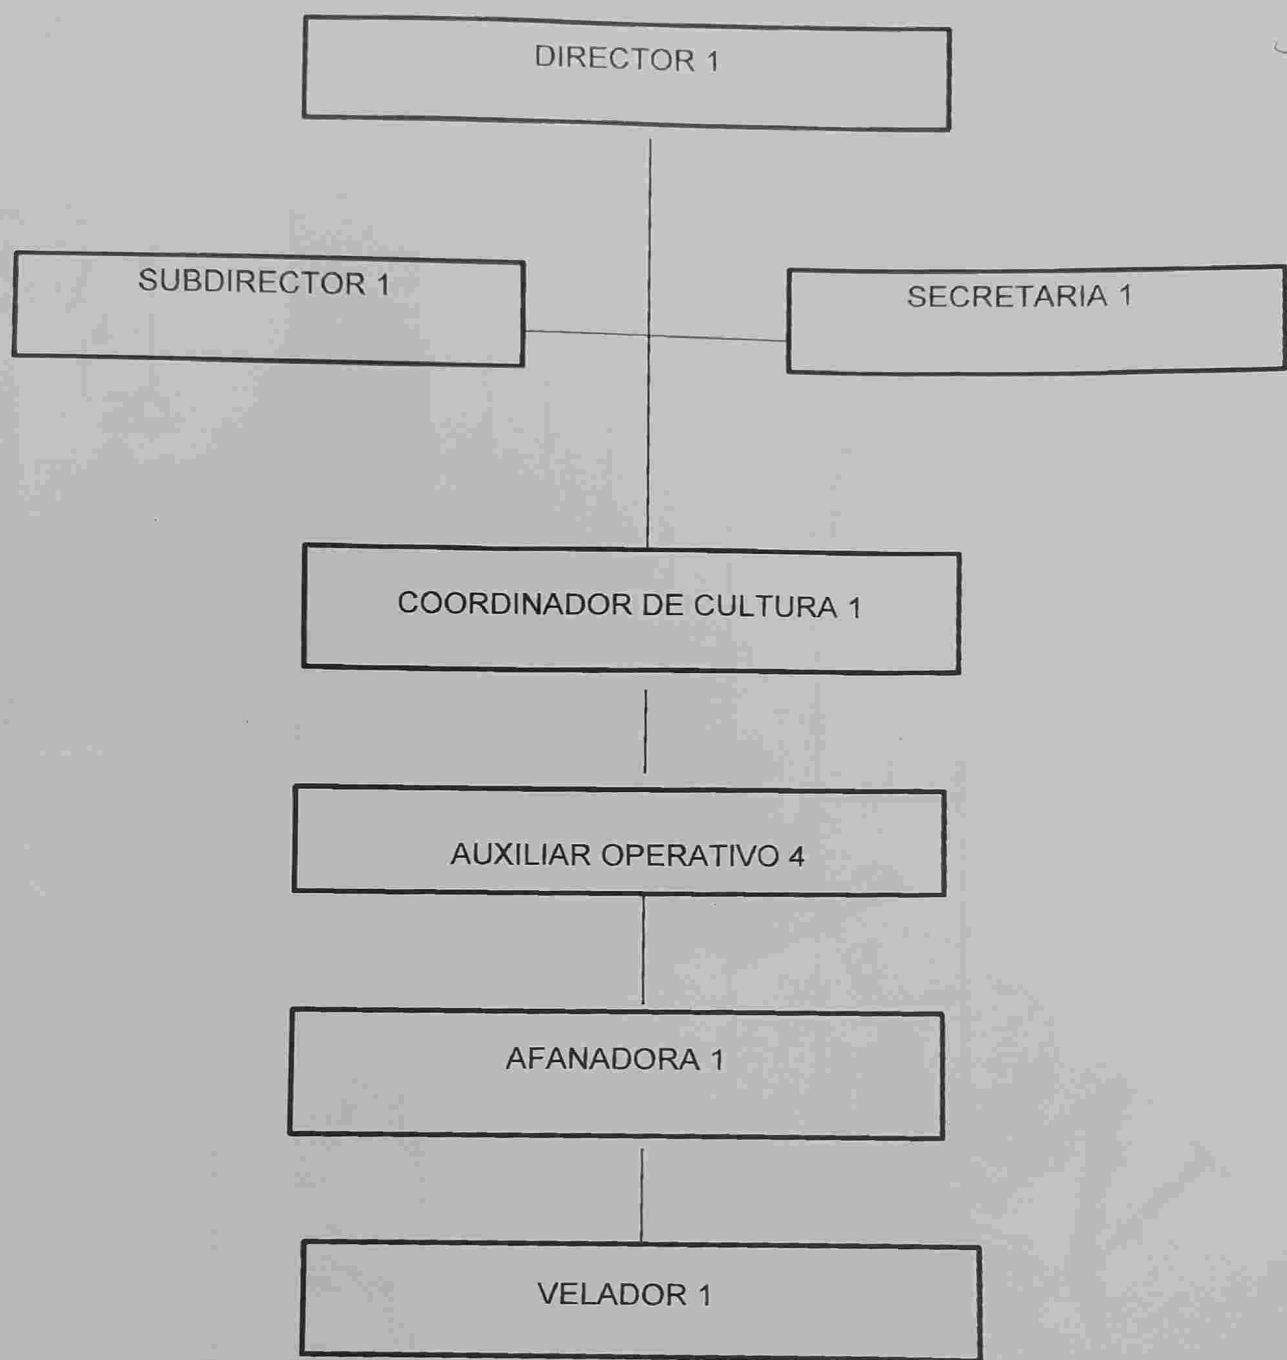 DIRECTOR 1
SUBDIRECTOR 1
SECRETARIA 1
COORDINADOR DE CULTURA 1
AUXILIAR OPERATIVO 4
AFANADORA 1
VELADOR 1